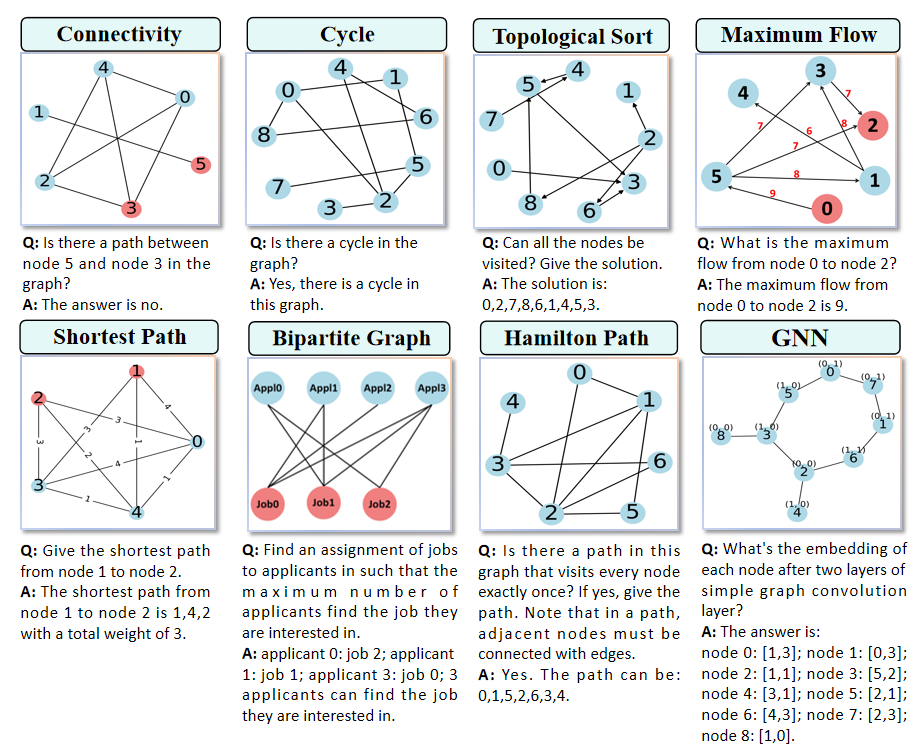 Connectivity
4
0
1
5
2
3
Q: Is there a path between
node 5 and node 3 in the
graph?
A: The answer is no.
Cycle
4
1
0
6
8
5
7
2
3
Q: Is there a cycle in the
graph?
A: Yes, there is a cycle in
this graph.
Topological Sort
4
5
1
7
2
0
3
8
6
Q: Can all the nodes be
visited? Give the solution.
A: The solution is:
0,2,7,8,6,1,4,5,3.
Maximum Flow
3
4
7
2
7
6
8
7
5
8
1
9
0
Q: What is the maximum
flow from node 0 to node 2?
A: The maximum flow from
node 0 to node 2 is 9.
Shortest Path
1
2
4
3
3
3
1
0
2
4
3
1
1
4
Q: Give the shortest path
from node 1 to node 2.
A: The shortest path from
node 1 to node 2 is 1,4,2
with a total weight of 3.
Bipartite Graph
Appl0 Appl1 Appl2 Appl3
Job0 Job1 Job2
Q: Find an assignment of jobs
to applicants in such that the
maximum number of
applicants find the job they
are interested in.
A: applicant 0: job 2; applicant
1: job 1; applicant 3: job 0; 3
applicants can find the job
they are interested in.
Hamilton Path
0
4
1
3
6
2
5
Q: Is there a path in this
graph that visits every node
exactly once? If yes, give the
path. Note that in a path,
adjacent nodes must be
connected with edges.
A: Yes. The path can be:
0,1,5,2,6,3,4.
GNN
(0, 1)
0
(0, 1)
7
(1, 0)
5
(0, 1)
1
(0, 0)
8
(1, 0)
3
(1, 1)
6
(0, 0)
2
(1, 0)
4
Q: What's the embedding of
each node after two layers of
simple graph convolution
layer?
A: The answer is:
node 0: [1,3]; node 1: [0,3];
node 2: [1,1]; node 3: [5,2];
node 4: [3,1]; node 5: [2,1];
node 6: [4,3]; node 7: [2,3];
node 8: [1,0].